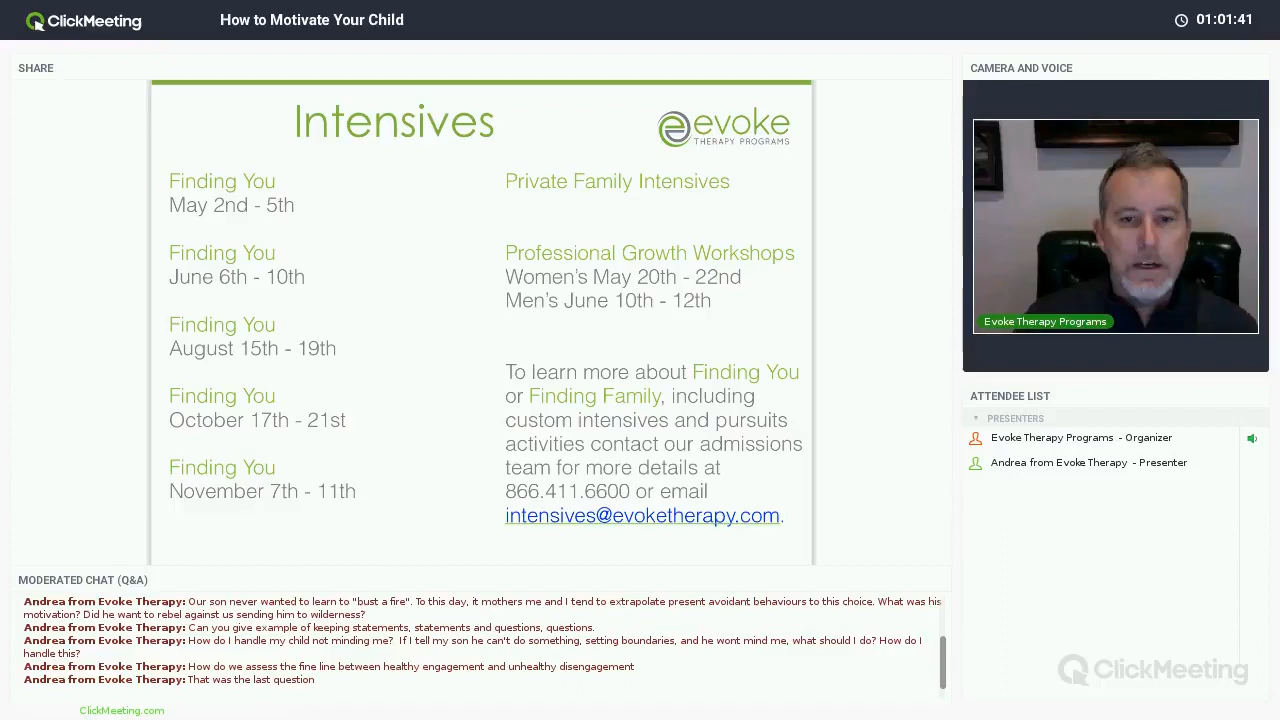 ClickMeeting
How to Motivate Your Child
01:01:41
SHARE
Intensives
evoke
THERAPY PROGRAMS
Finding You
May 2nd - 5th
Finding You
June 6th - 10th
Finding You
August 15th - 19th
Finding You
October 17th - 21st
Finding You
November 7th - 11th
Private Family Intensives
Professional Growth Workshops
Women's May 20th - 22nd
Men's June 10th - 12th
To learn more about Finding You
or Finding Family, including
custom intensives and pursuits
activities contact our admissions
team for more details at
866.411.6600 or email
intensives@evoketherapy.com.
CAMERA AND VOICE
Evoke Therapy Programs
ATTENDEE LIST
PRESENTERS
Evoke Therapy Programs - Organizer
Andrea from Evoke Therapy - Presenter
MODERATED CHAT (Q&A)
Andrea from Evoke Therapy: Our son never wanted to learn to "bust a fire". To this day, it mothers me and I tend to extrapolate present avoidant behaviours to this choice. What was his
motivation? Did he want to rebel against us sending him to wilderness?
Andrea from Evoke Therapy: Can you give example of keeping statements, statements and questions, questions.
Andrea from Evoke Therapy: How do I handle my child not minding me? If I tell my son he can't do something, setting boundaries, and he wont mind me, what should I do? How do I
handle this?
Andrea from Evoke Therapy: How do we assess the fine line between healthy engagement and unhealthy disengagement
Andrea from Evoke Therapy: That was the last question
ClickMeeting
ClickMeeting.com